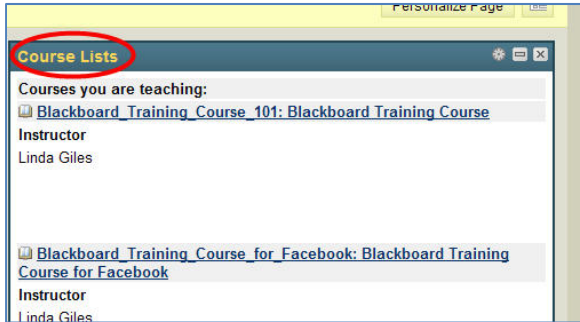 Personalize Page
Course Lists
Courses you are teaching:
Blackboard_Training_Course_101: Blackboard Training Course
Instructor
Linda Giles
Blackboard_Training_Course_for_Facebook: Blackboard Training
Course for Facebook
Instructor
Linda Giles